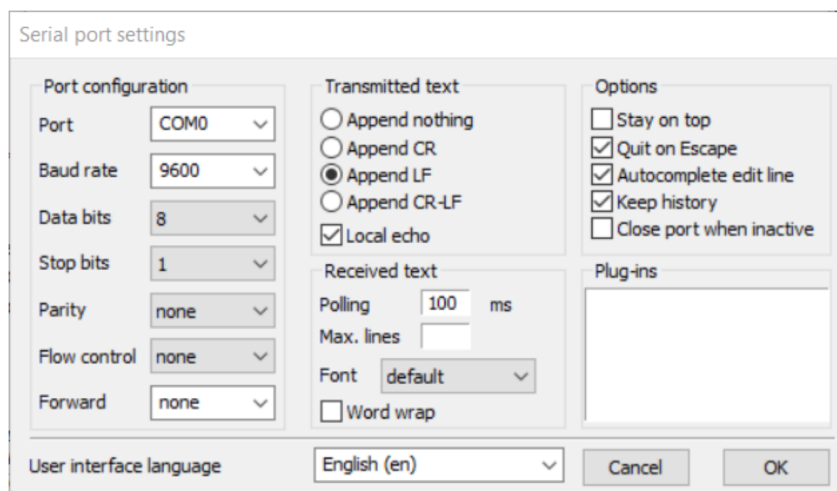 Serial port settings
Port configuration
Port COM0
Baud rate 9600
Data bits 8
Stop bits 1
Parity none
Flow control none
Forward none
Transmitted text
Append nothing
Append CR
Append LF
Append CR-LF
Local echo
Received text
Polling 100 ms
Max. lines
Font default
Word wrap
Options
Stay on top
Quit on Escape
Autocomplete edit line
Keep history
Close port when inactive
Plug-ins
User interface language English (en) Cancel OK